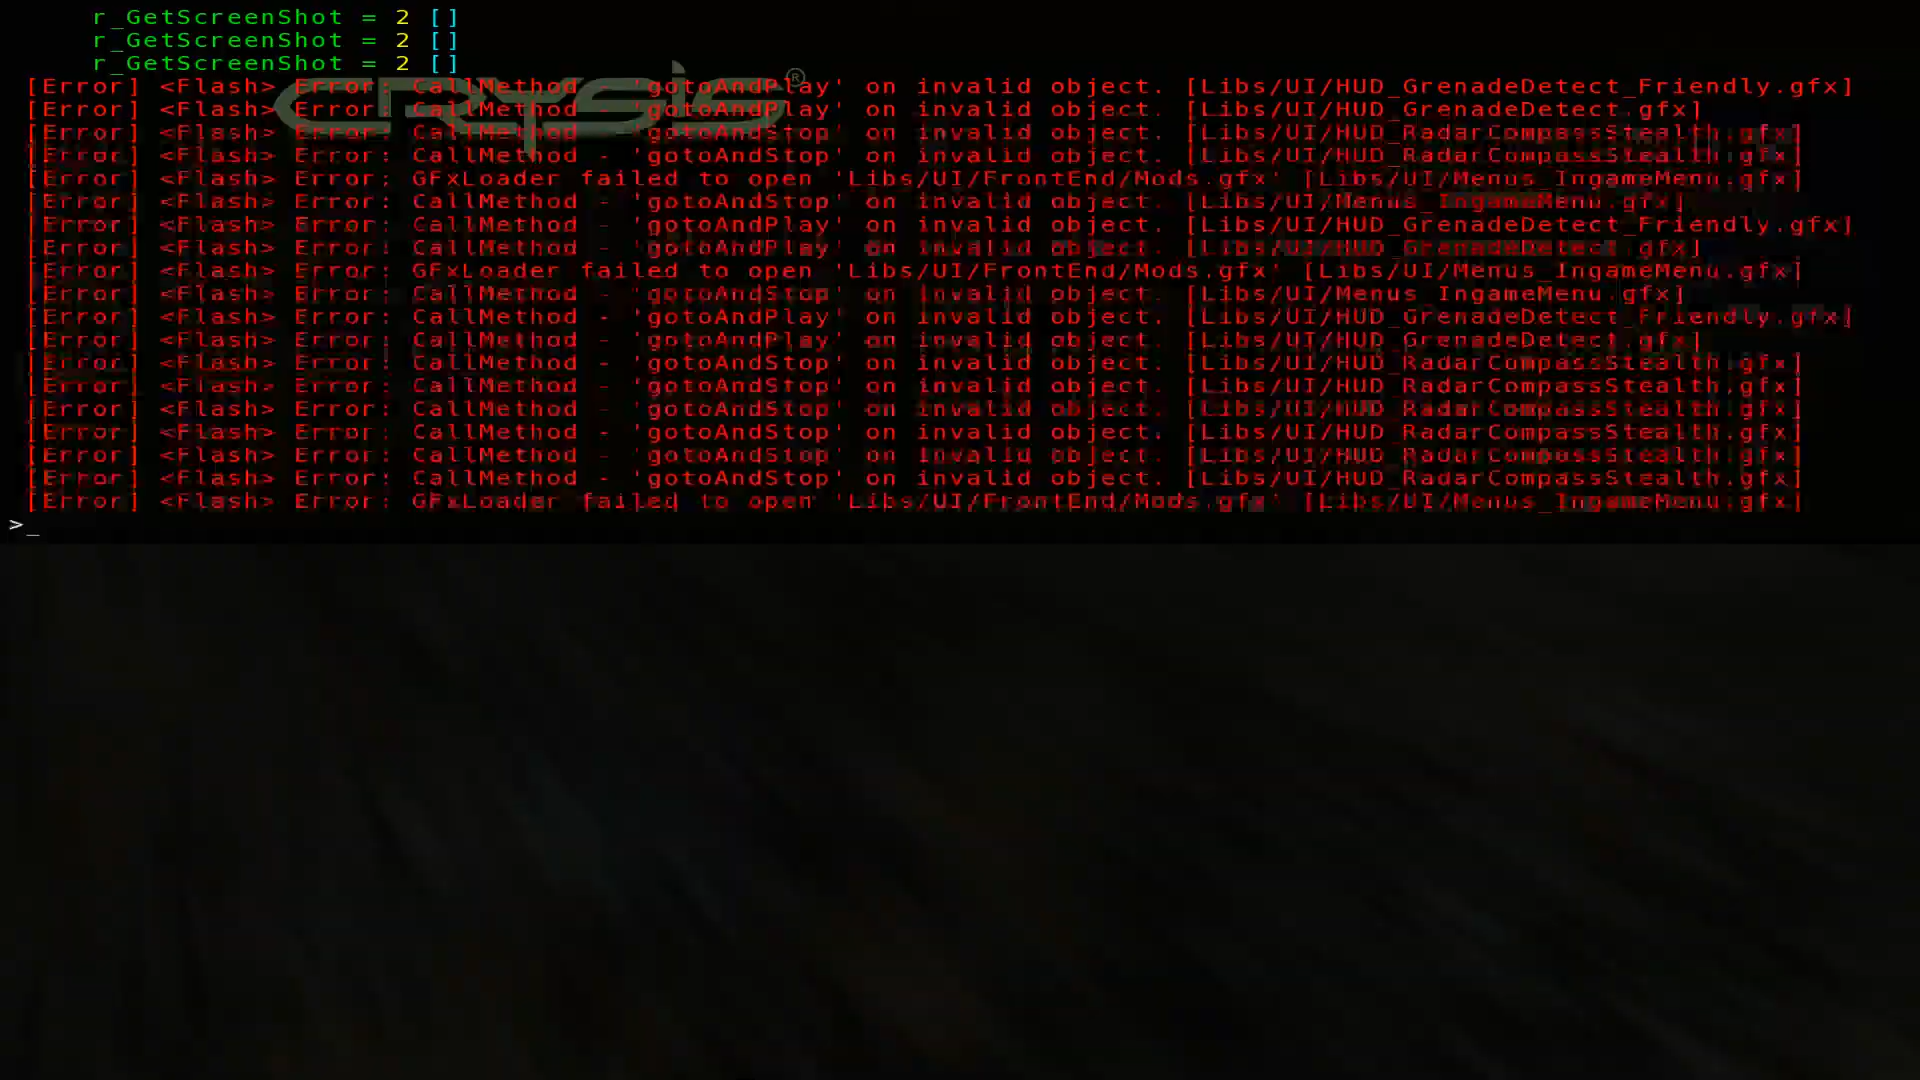 r_GetScreenShot = 2 []
r_GetScreenShot = 2 []
r_GetScreenShot = 2 []
CRYSIS®
[Error] <Flash> Error: CallMethod - 'gotoAndPlay' on invalid object. [Libs/UI/HUD_GrenadeDetect_Friendly.gfx]
[Error] <Flash> Error: CallMethod - 'gotoAndPlay' on invalid object. [Libs/UI/HUD_GrenadeDetect.gfx]
[Error] <Flash> Error: CallMethod - 'gotoAndStop' on invalid object. [Libs/UI/HUD_RadarCompassStealth.gfx]
[Error] <Flash> Error: CallMethod - 'gotoAndStop' on invalid object. [Libs/UI/HUD_RadarCompassStealth.gfx]
[Error] <Flash> Error: GFxLoader failed to open 'Libs/UI/FrontEnd/Mods.gfx' [Libs/UI/Menus_IngameMenu.gfx]
[Error] <Flash> Error: CallMethod - 'gotoAndStop' on invalid object. [Libs/UI/Menus_IngameMenu.gfx]
[Error] <Flash> Error: CallMethod - 'gotoAndPlay' on invalid object. [Libs/UI/HUD_GrenadeDetect_Friendly.gfx]
[Error] <Flash> Error: CallMethod - 'gotoAndPlay' on invalid object. [Libs/UI/HUD_GrenadeDetect.gfx]
[Error] <Flash> Error: GFxLoader failed to open 'Libs/UI/FrontEnd/Mods.gfx' [Libs/UI/Menus_IngameMenu.gfx]
[Error] <Flash> Error: CallMethod - 'gotoAndStop' on invalid object. [Libs/UI/Menus_IngameMenu.gfx]
[Error] <Flash> Error: CallMethod - 'gotoAndPlay' on invalid object. [Libs/UI/HUD_GrenadeDetect_Friendly.gfx]
[Error] <Flash> Error: CallMethod - 'gotoAndPlay' on invalid object. [Libs/UI/HUD_GrenadeDetect.gfx]
[Error] <Flash> Error: CallMethod - 'gotoAndStop' on invalid object. [Libs/UI/HUD_RadarCompassStealth.gfx]
[Error] <Flash> Error: CallMethod - 'gotoAndStop' on invalid object. [Libs/UI/HUD_RadarCompassStealth.gfx]
[Error] <Flash> Error: CallMethod - 'gotoAndStop' on invalid object. [Libs/UI/HUD_RadarCompassStealth.gfx]
[Error] <Flash> Error: CallMethod - 'gotoAndStop' on invalid object. [Libs/UI/HUD_RadarCompassStealth.gfx]
[Error] <Flash> Error: CallMethod - 'gotoAndStop' on invalid object. [Libs/UI/HUD_RadarCompassStealth.gfx]
[Error] <Flash> Error: CallMethod - 'gotoAndStop' on invalid object. [Libs/UI/HUD_RadarCompassStealth.gfx]
[Error] <Flash> Error: GFxLoader failed to open 'Libs/UI/FrontEnd/Mods.gfx' [Libs/UI/Menus_IngameMenu.gfx]
>_